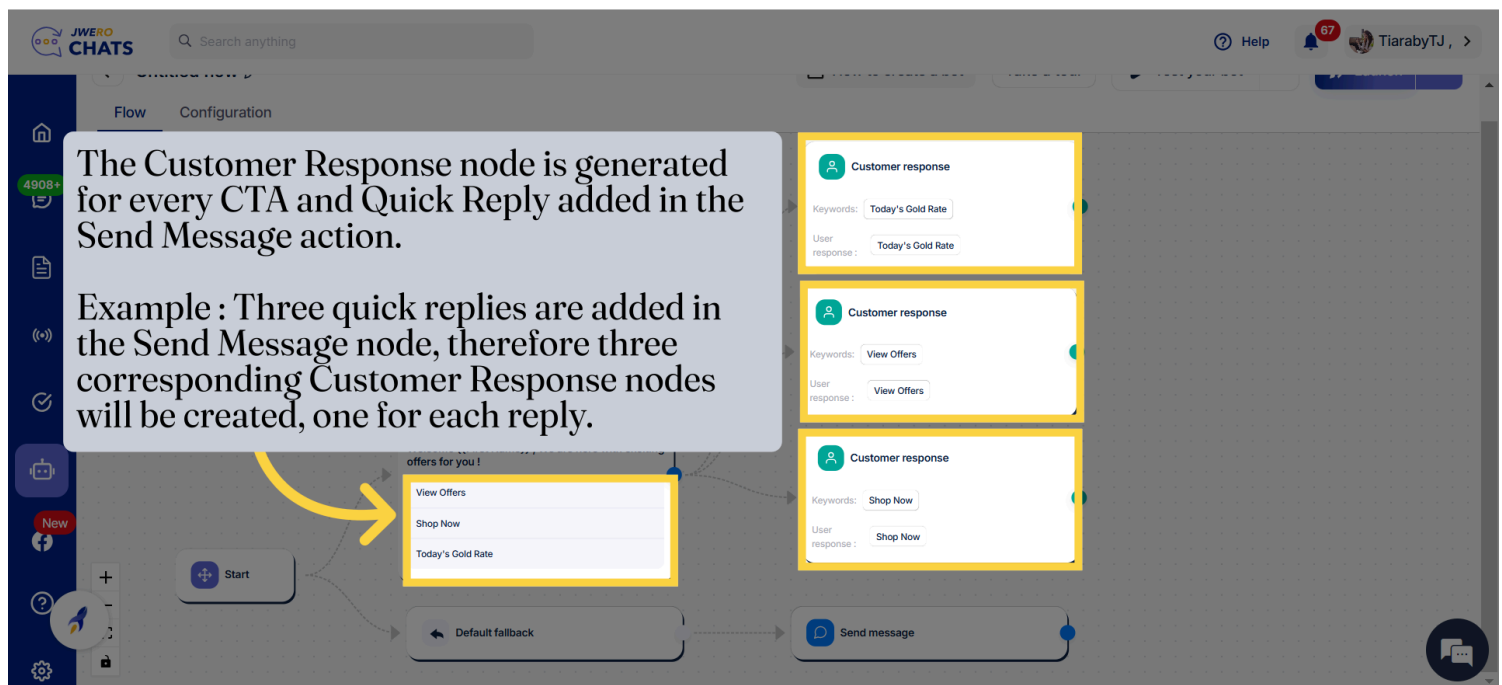 JWERO
CHATS
Search anything
Help
67
TiarabyTJ ,
Flow
Configuration
4908+
The Customer Response node is generated
for every CTA and Quick Reply added in the
Send Message action.
Example : Three quick replies are added in
the Send Message node, therefore three
corresponding Customer Response nodes
will be created, one for each reply.
Customer response
Keywords: Today's Gold Rate
User
response : Today's Gold Rate
Customer response
Keywords: View Offers
User
response : View Offers
Customer response
Keywords: Shop Now
User
response : Shop Now
offers for you !
View Offers
Shop Now
Today's Gold Rate
New
Start
Default fallback
Send message